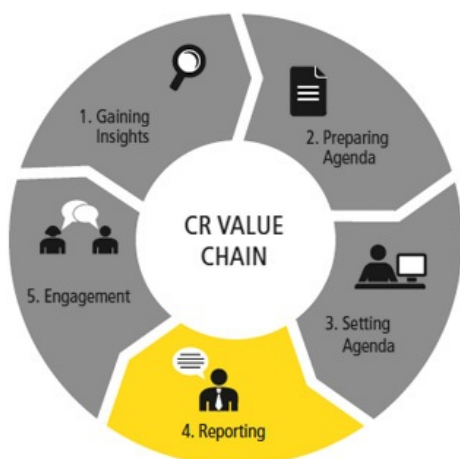 CR VALUE
CHAIN
1. Gaining
Insights
2. Preparing
Agenda
3. Setting
Agenda
4. Reporting
5. Engagement